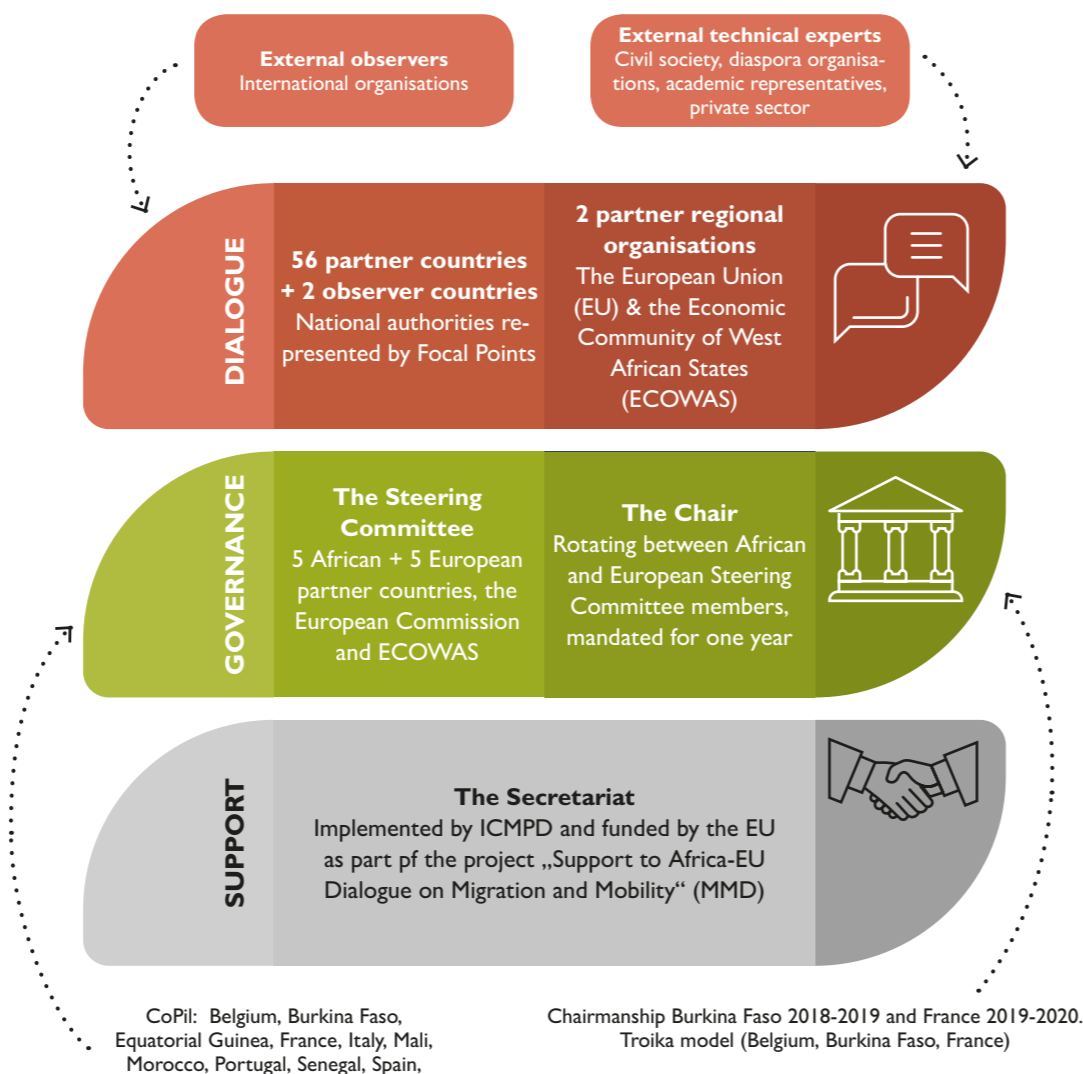 External observers
International organisations
External technical experts
Civil society, diaspora organisa-
tions, academic representatives,
private sector
DIALOGUE
56 partner countries
+ 2 observer countries
National authorities re-
presented by Focal Points
2 partner regional
organisations
The European Union
(EU) & the Economic
Community of West
African States
(ECOWAS)
GOVERNANCE
The Steering
Committee
5 African + 5 European
partner countries, the
European Commission
and ECOWAS
The Chair
Rotating between African
and European Steering
Committee members,
mandated for one year
SUPPORT
The Secretariat
Implemented by ICMPD and funded by the EU
as part pf the project „Support to Africa-EU
Dialogue on Migration and Mobility“ (MMD)
CoPil: Belgium, Burkina Faso,
Equatorial Guinea, France, Italy, Mali,
Morocco, Portugal, Senegal, Spain,
Chairmanship Burkina Faso 2018-2019 and France 2019-2020.
Troika model (Belgium, Burkina Faso, France)